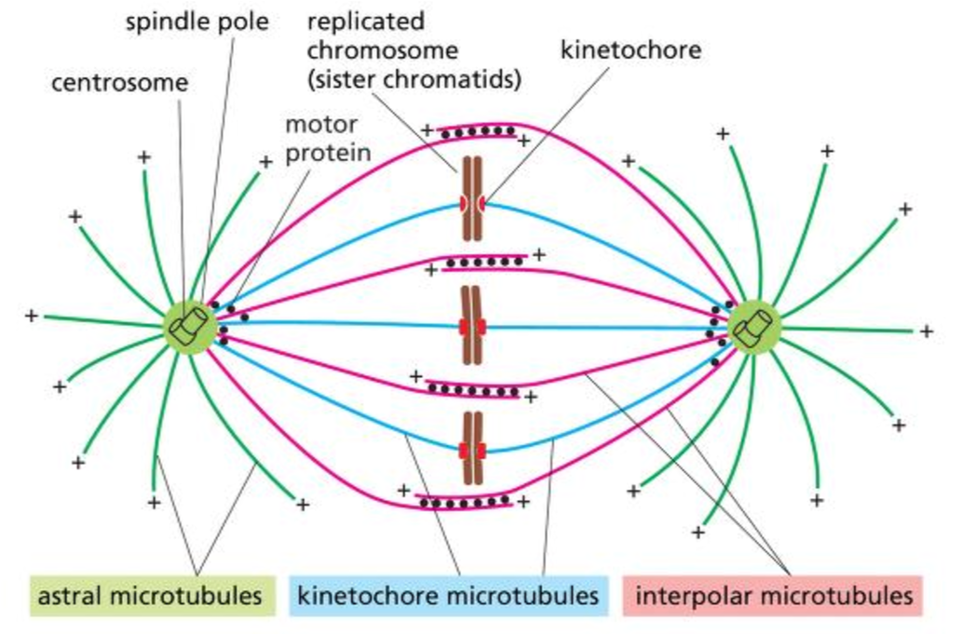 spindle pole
replicated
chromosome
(sister chromatids)
kinetochore
centrosome
motor
protein
+ + + + + + + + + + + + + + + + + + + + + + + + + +
astral microtubules
kinetochore microtubules
interpolar microtubules